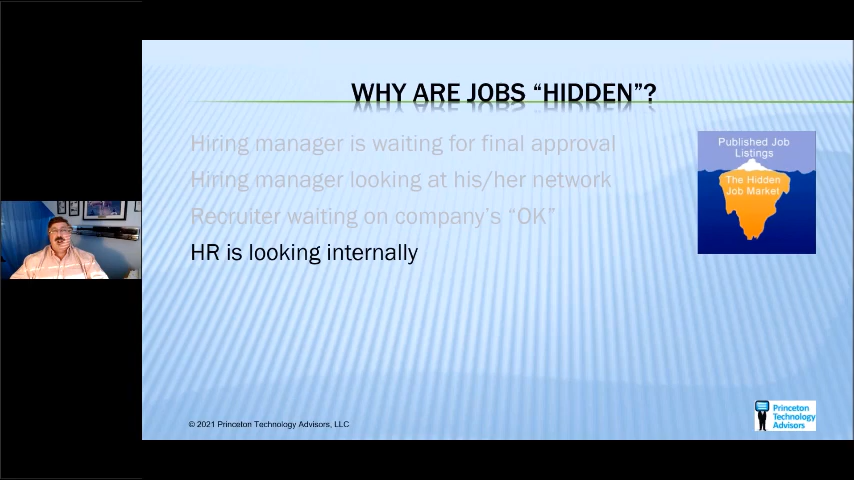 WHY ARE JOBS “HIDDEN”?
Hiring manager is waiting for final approval
Hiring manager looking at his/her network
Recruiter waiting on company’s “OK”
HR is looking internally
Published Job
Listings
The Hidden
Job Market
© 2021 Princeton Technology Advisors, LLC
Princeton
Technology
Advisors